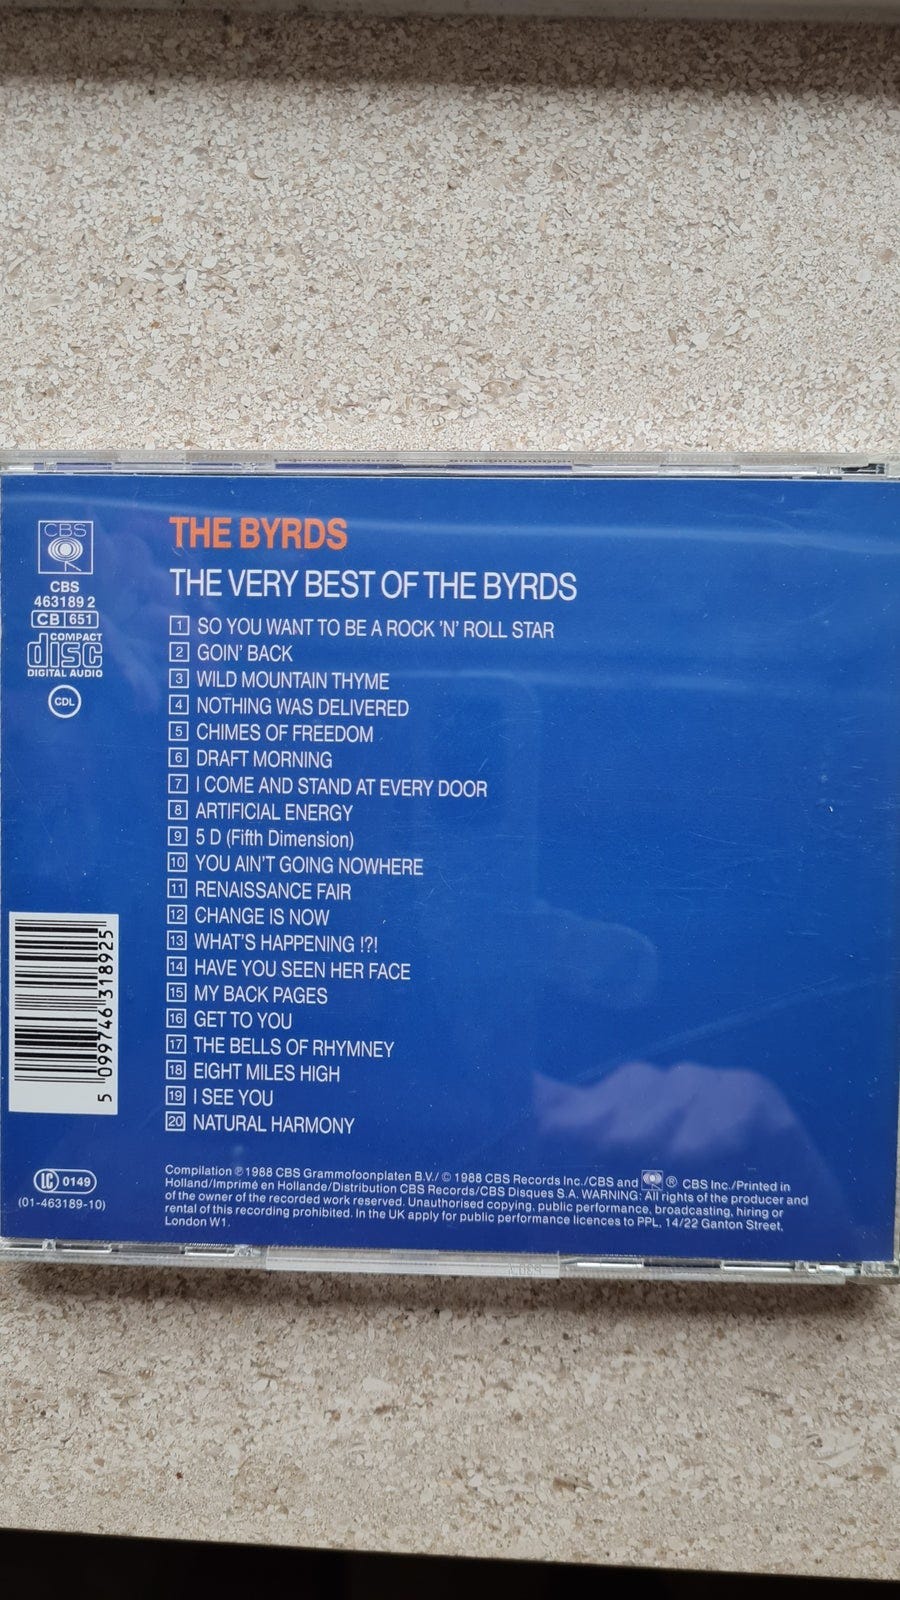 CBS
CBS
463189 2
CB 651
COMPACT
disc
DIGITAL AUDIO
CDL
THE BYRDS
THE VERY BEST OF THE BYRDS
1 SO YOU WANT TO BE A ROCK 'N' ROLL STAR
2 GOIN' BACK
3 WILD MOUNTAIN THYME
4 NOTHING WAS DELIVERED
5 CHIMES OF FREEDOM
6 DRAFT MORNING
7 I COME AND STAND AT EVERY DOOR
8 ARTIFICIAL ENERGY
9 5 D (Fifth Dimension)
10 YOU AIN'T GOING NOWHERE
11 RENAISSANCE FAIR
12 CHANGE IS NOW
13 WHAT'S HAPPENING !?!
14 HAVE YOU SEEN HER FACE
15 MY BACK PAGES
16 GET TO YOU
17 THE BELLS OF RHYMNEY
18 EIGHT MILES HIGH
19 I SEE YOU
20 NATURAL HARMONY
5 099746 318925
LC 0149
(01-463189-10)
Compilation ℗ 1988 CBS Grammofoonplaten B.V./ © 1988 CBS Records Inc./CBS and ® CBS Inc./Printed in
Holland/Imprimé en Hollande/Distribution CBS Records/CBS Disques S.A. WARNING: All rights of the producer and
of the owner of the recorded work reserved. Unauthorised copying, public performance, broadcasting, hiring or
rental of this recording prohibited. In the UK apply for public performance licences to PPL, 14/22 Ganton Street,
London W1.